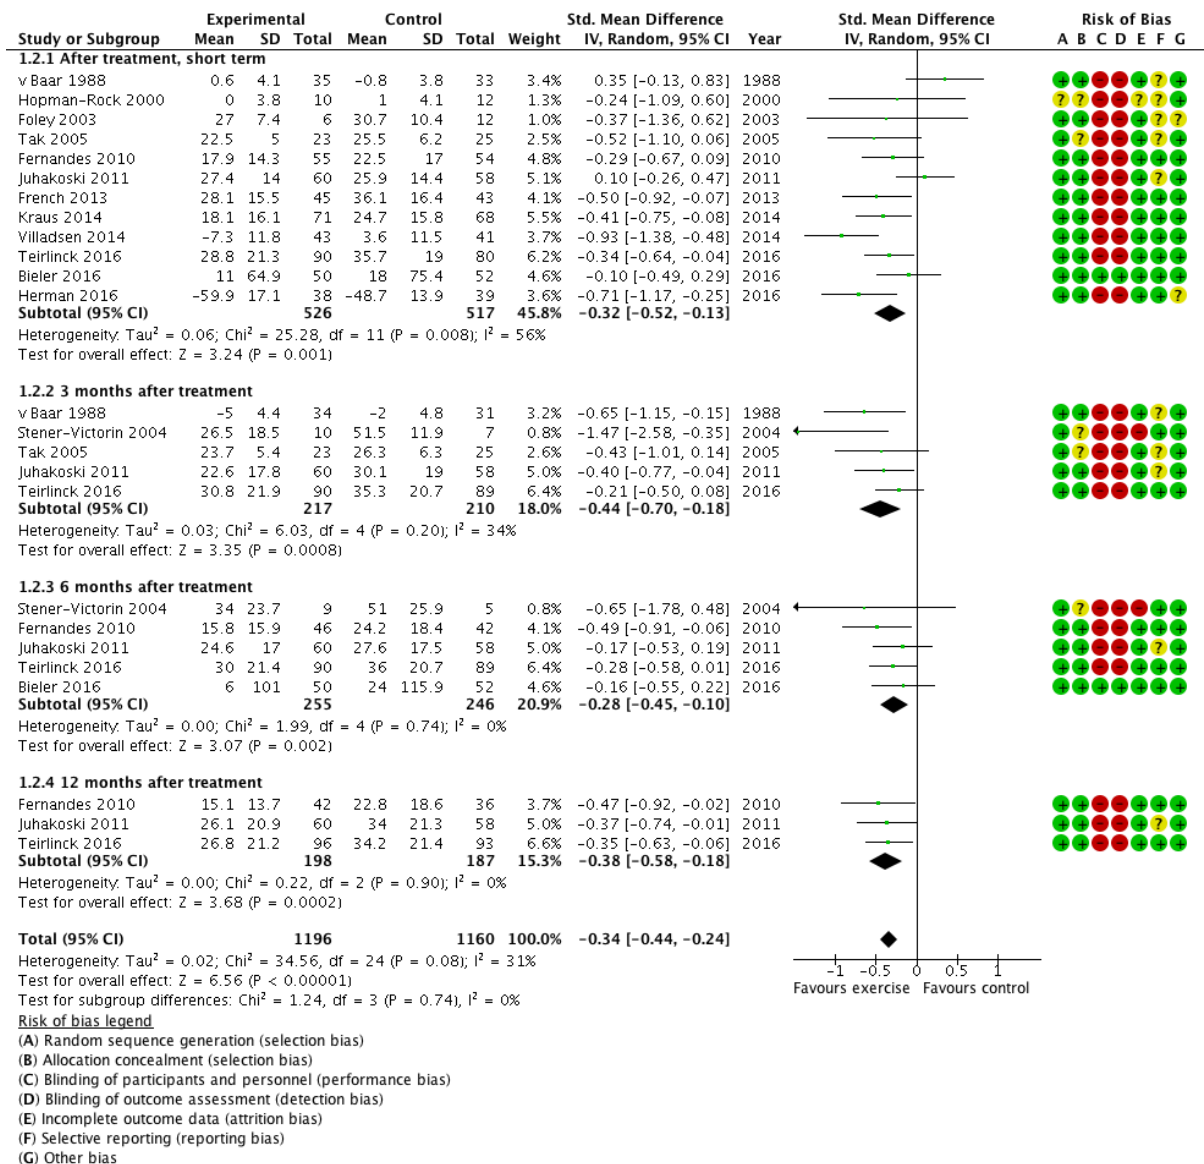 Experimental Control Std. Mean Difference Std. Mean Difference Risk of Bias
Study or Subgroup Mean SD Total Mean SD Total Weight IV, Random, 95% CI Year IV, Random, 95% CI A B C D E F G
1.2.1 After treatment, short term
v Baar 1988 0.6 4.1 35 -0.8 3.8 33 3.4% 0.35 [-0.13, 0.83] 1988 + + - - + ?
Hopman-Rock 2000 0 3.8 10 1 4.1 12 1.3% -0.24 [-1.09, 0.60] 2000 ? ? - - ? ? +
Foley 2003 27 7.4 6 30.7 10.4 12 1.0% -0.37 [-1.36, 0.62] 2003 + + - - + ? ?
Tak 2005 22.5 5 23 25.5 6.2 25 2.6% -0.52 [-1.10, 0.06] 2005 + ? - - + ? +
Fernandes 2010 17.9 14.3 55 22.5 17 54 4.8% -0.29 [-0.67, 0.09] 2010 + + - - + + +
Juhakoski 2011 27.4 14 60 25.9 14.4 58 5.1% 0.10 [-0.26, 0.47] 2011 + + - - + ? +
French 2013 28.1 15.5 45 36.1 16.4 43 4.1% -0.50 [-0.92, -0.07] 2013 + + - - + + +
Kraus 2014 18.1 16.1 71 24.7 15.8 68 5.5% -0.41 [-0.75, -0.08] 2014 + + - - + + +
Villadsen 2014 -7.3 11.8 43 3.6 11.5 41 3.7% -0.93 [-1.38, -0.48] 2014 + + - - + + +
Teirlinck 2016 28.8 21.3 90 35.7 19 80 6.2% -0.34 [-0.64, -0.04] 2016 + + - - + + +
Bieler 2016 11 64.9 50 18 75.4 52 4.6% -0.10 [-0.49, 0.29] 2016 + + + + + + +
Herman 2016 -59.9 17.1 38 -48.7 13.9 39 3.6% -0.71 [-1.17, -0.25] 2016 + + - - + + ?
Subtotal (95% CI) 526 517 45.8% -0.32 [-0.52, -0.13]
Heterogeneity: Tau² = 0.06; Chi² = 25.28, df = 11 (P = 0.008); I² = 56%
Test for overall effect: Z = 3.24 (P = 0.001)
1.2.2 3 months after treatment
v Baar 1988 -5 4.4 34 -2 4.8 31 3.2% -0.65 [-1.15, -0.15] 1988 + + - - + ? +
Stener-Victorin 2004 26.5 18.5 10 51.5 11.9 7 0.8% -1.47 [-2.58, -0.35] 2004 + ? - - - + +
Tak 2005 23.7 5.4 23 26.3 6.3 25 2.6% -0.43 [-1.01, 0.14] 2005 + ? - - + ? +
Juhakoski 2011 22.6 17.8 60 30.1 19 58 5.0% -0.40 [-0.77, -0.04] 2011 + + - - + ? +
Teirlinck 2016 30.8 21.9 90 35.3 20.7 89 6.4% -0.21 [-0.50, 0.08] 2016 + + - - + + +
Subtotal (95% CI) 217 210 18.0% -0.44 [-0.70, -0.18]
Heterogeneity: Tau² = 0.03; Chi² = 6.03, df = 4 (P = 0.20); I² = 34%
Test for overall effect: Z = 3.35 (P = 0.0008)
1.2.3 6 months after treatment
Stener-Victorin 2004 34 23.7 9 51 25.9 5 0.8% -0.65 [-1.78, 0.48] 2004 + ? - - - + +
Fernandes 2010 15.8 15.9 46 24.2 18.4 42 4.1% -0.49 [-0.91, -0.06] 2010 + + - - + + +
Juhakoski 2011 24.6 17 60 27.6 17.5 58 5.0% -0.17 [-0.53, 0.19] 2011 + + - - + ? +
Teirlinck 2016 30 21.4 90 36 20.7 89 6.4% -0.28 [-0.58, 0.01] 2016 + + - - + + +
Bieler 2016 6 101 50 24 115.9 52 4.6% -0.16 [-0.55, 0.22] 2016 + + + + + + +
Subtotal (95% CI) 255 246 20.9% -0.28 [-0.45, -0.10]
Heterogeneity: Tau² = 0.00; Chi² = 1.99, df = 4 (P = 0.74); I² = 0%
Test for overall effect: Z = 3.07 (P = 0.002)
1.2.4 12 months after treatment
Fernandes 2010 15.1 13.7 42 22.8 18.6 36 3.7% -0.47 [-0.92, -0.02] 2010 + + - - + + +
Juhakoski 2011 26.1 20.9 60 34 21.3 58 5.0% -0.37 [-0.74, -0.01] 2011 + + - - + ? +
Teirlinck 2016 26.8 21.2 96 34.2 21.4 93 6.6% -0.35 [-0.63, -0.06] 2016 + + - - + + +
Subtotal (95% CI) 198 187 15.3% -0.38 [-0.58, -0.18]
Heterogeneity: Tau² = 0.00; Chi² = 0.22, df = 2 (P = 0.90); I² = 0%
Test for overall effect: Z = 3.68 (P = 0.0002)
Total (95% CI) 1196 1160 100.0% -0.34 [-0.44, -0.24]
Heterogeneity: Tau² = 0.02; Chi² = 34.56, df = 24 (P = 0.08); I² = 31%
Test for overall effect: Z = 6.56 (P < 0.00001)
Test for subgroup differences: Chi² = 1.24, df = 3 (P = 0.74), I² = 0%
-1 -0.5 0 0.5 1
Favours exercise Favours control
Risk of bias legend
(A) Random sequence generation (selection bias)
(B) Allocation concealment (selection bias)
(C) Blinding of participants and personnel (performance bias)
(D) Blinding of outcome assessment (detection bias)
(E) Incomplete outcome data (attrition bias)
(F) Selective reporting (reporting bias)
(G) Other bias